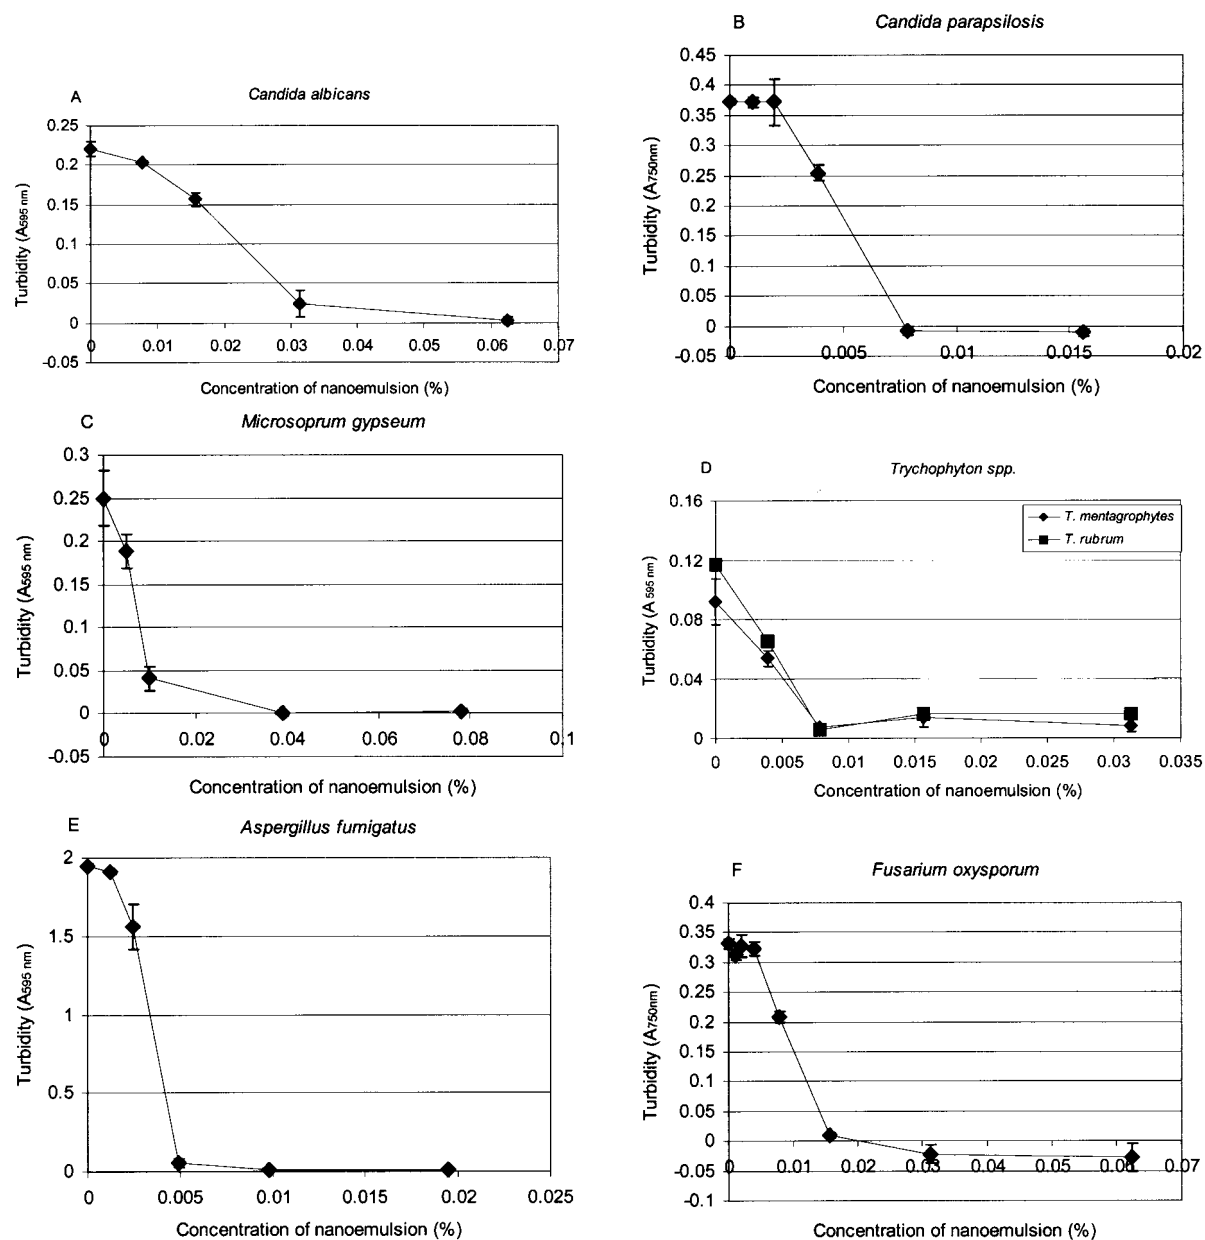 A
Candida albicans
0.25
0.2
0.15
0.1
0.05
0
-0.05
Turbidity (A595 nm)
0 0.01 0.02 0.03 0.04 0.05 0.06 0.07
Concentration of nanoemulsion (%)
B
Candida parapsilosis
0.45
0.4
0.35
0.3
0.25
0.2
0.15
0.1
0.05
0
-0.05
Turbidity (A750nm)
0 0.005 0.01 0.015 0.02
Concentration of nanoemulsion (%)
C
Microsoprum gypseum
0.3
0.25
0.2
0.15
0.1
0.05
0
-0.05
Turbidity (A595 nm)
0 0.02 0.04 0.06 0.08 0.1
Concentration of nanoemulsion (%)
D
Trychophyton spp.
0.16
0.12
0.08
0.04
0
Turbidity (A 595 nm)
T. mentagrophytes
T. rubrum
0 0.005 0.01 0.015 0.02 0.025 0.03 0.035
Concentration of nanoemulsion (%)
E
Aspergillus fumigatus
2
1.5
1
0.5
0
Turbidity (A595 nm)
0 0.005 0.01 0.015 0.02 0.025
Concentration of nanoemulsion (%)
F
Fusarium oxysporum
0.4
0.35
0.3
0.25
0.2
0.15
0.1
0.05
0
-0.05
-0.1
Turbidity (A750nm)
0 0.01 0.02 0.03 0.04 0.05 0.06 0.07
Concentration of nanoemulsion (%)